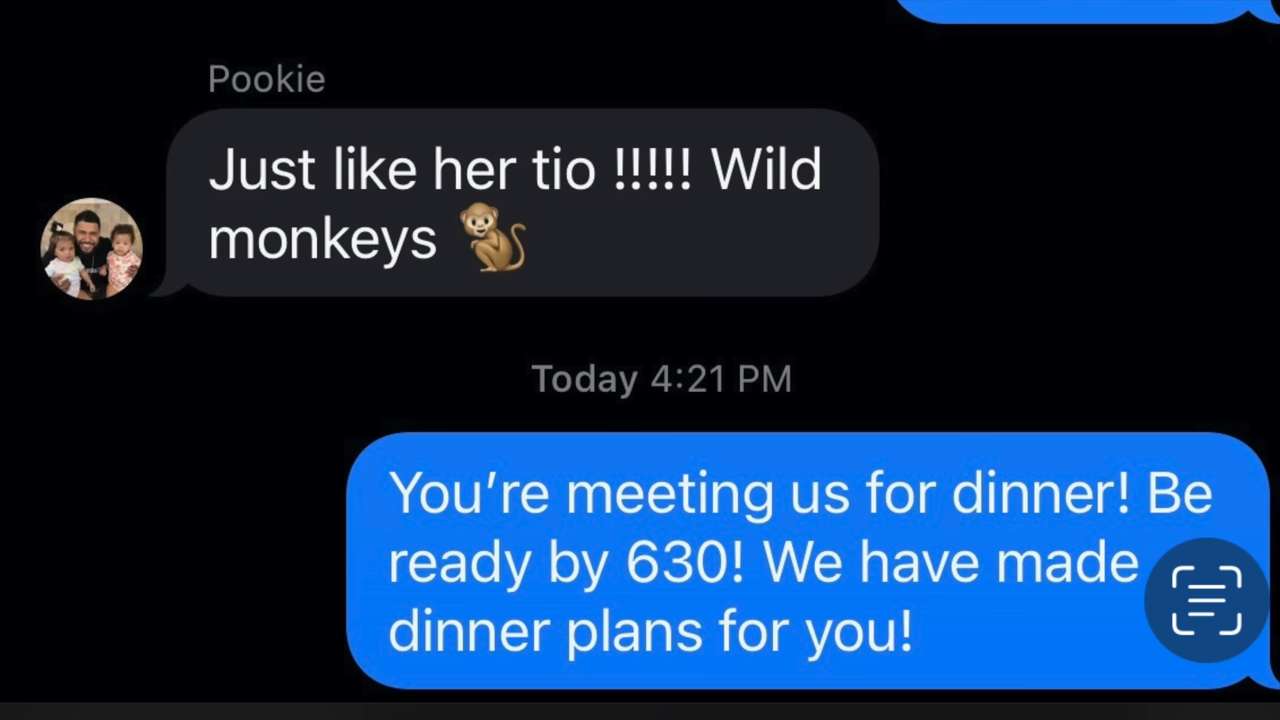 Pookie
Just like her tio !!!!! Wild
monkeys 🐒
Today 4:21 PM
You’re meeting us for dinner! Be
ready by 630! We have made
dinner plans for you!